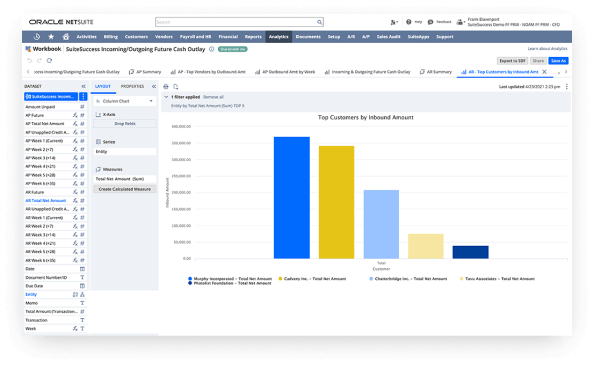 ORACLE NETSUITE
Search
Help
Feedback
Frank Davenport
SuiteSuccess Demo FF PRM - NOAM FF PRM - CFO
Activities Billing Customers Vendors Payroll and HR Financial Reports Analytics Documents Setup A/R A/P Sales Audit SuiteApps Support
Workbook SuiteSuccess Incoming/Outgoing Future Cash Outlay Shared with me
Learn about Analytics
Export to SDF Share Save As
ccess Incoming/Outgoing Future Cash Outlay AP Summary AP - Top Vendors by Outbound Amt AP Outbound Amt by Week Incoming & Outgoing Future Cash Outlay AR Summary AR - Top Customers by Inbound Amt
DATASET
LAYOUT PROPERTIES
Last updated 4/23/2021 2:23 pm
SuiteSuccess Incom...
Amount Unpaid
AP Future
AP Total Net Amount
AP Unapplied Credit A...
AP Week 1 (Current)
AP Week 2 (+7)
AP Week 3 (+14)
AP Week 4 (+21)
AP Week 5 (+28)
AP Week 6 (+35)
AR Future
AR Total Net Amount
AR Unapplied Credit A...
AR Week 1 (Current)
AR Week 2 (+7)
AR Week 3 (+14)
AR Week 4 (+21)
AR Week 5 (+28)
AR Week 6 (+35)
Date
Document Number/ID
Due Date
Entity
Memo
Total Amount (Transaction...
Transaction
Week
Column Chart
X-Axis
Drop fields
Series
Entity
Measures
Total Net Amount (Sum)
Create Calculated Measure
1 filter applied Remove all
Entity by Total Net Amount (Sum) TOP 5
Top Customers by Inbound Amount
Inbound Amount
400,000.00
350,000.00
300,000.00
250,000.00
200,000.00
150,000.00
100,000.00
50,000.00
0.00
Total
Customer
Murphy Incorporated - Total Net Amount
Cadvary Inc. - Total Net Amount
Chatterbridge Inc. - Total Net Amount
Tavu Associates - Total Net Amount
Photofist Foundation - Total Net Amount